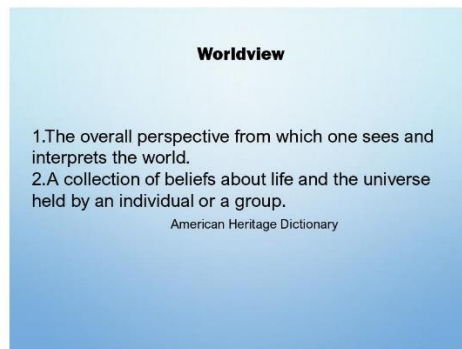 Worldview
1.The overall perspective from which one sees and
interprets the world.
2.A collection of beliefs about life and the universe
held by an individual or a group.
American Heritage Dictionary